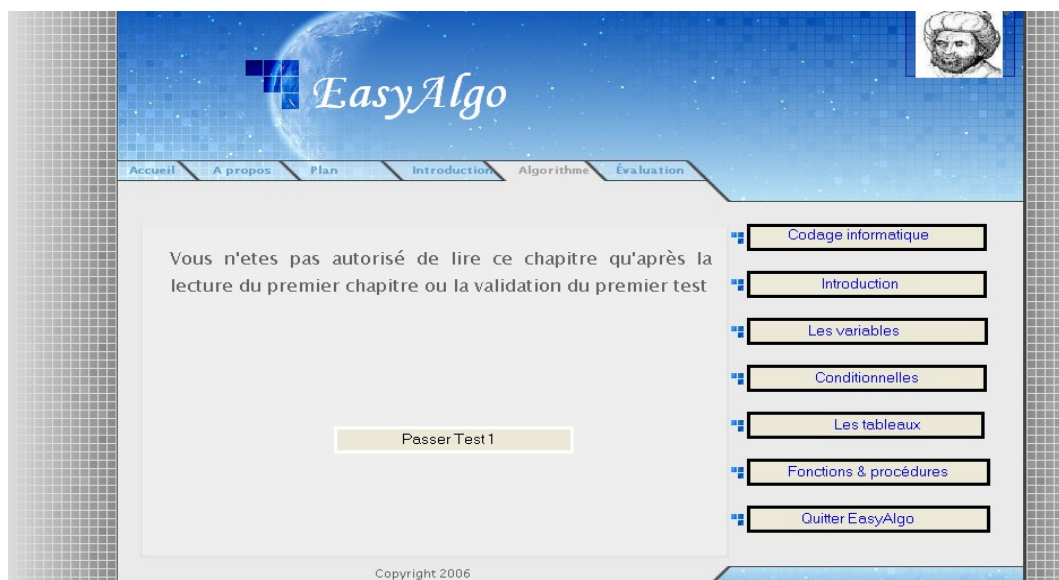 EasyAlgo
Accueil A propos Plan Introduction Algorithme Évaluation
Vous n'etes pas autorisé de lire ce chapitre qu'après la
lecture du premier chapitre ou la validation du premier test
Passer Test1
Codage informatique
Introduction
Les variables
Conditionnelles
Les tableaux
Fonctions & procédures
Quitter EasyAlgo
Copyright 2006